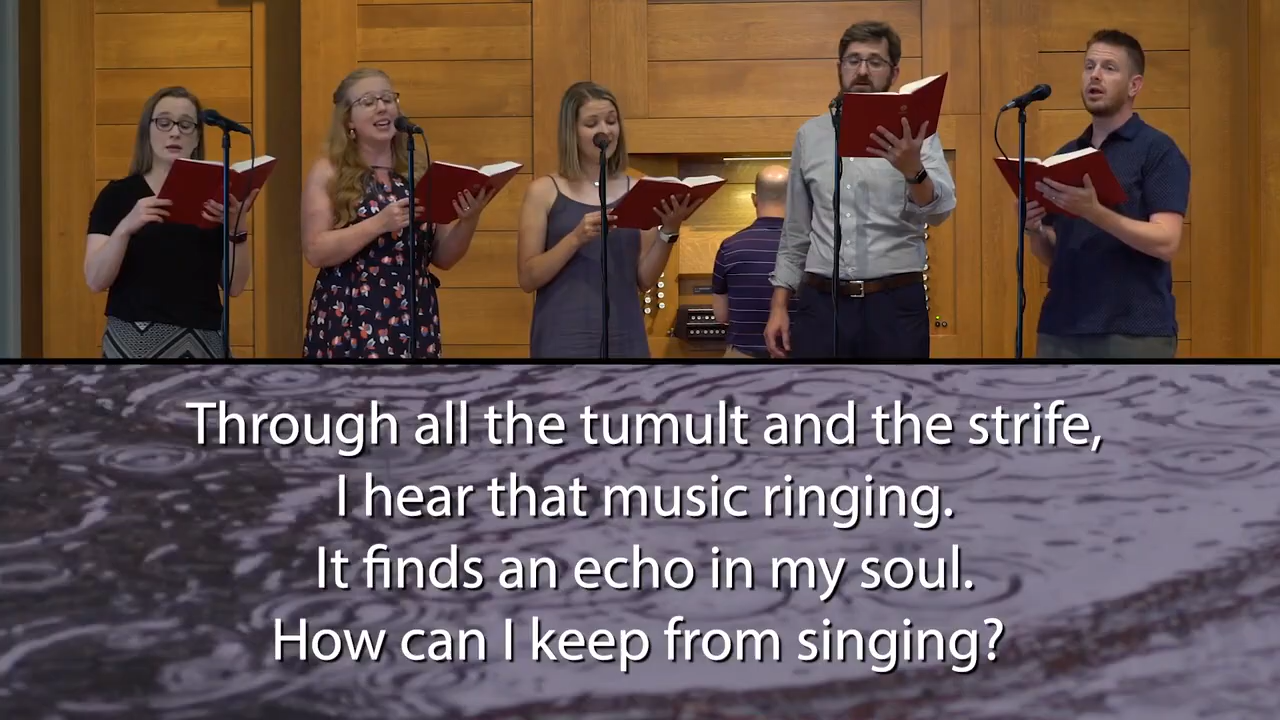 Through all the tumult and the strife,
I hear that music ringing.
It finds an echo in my soul.
How can I keep from singing?